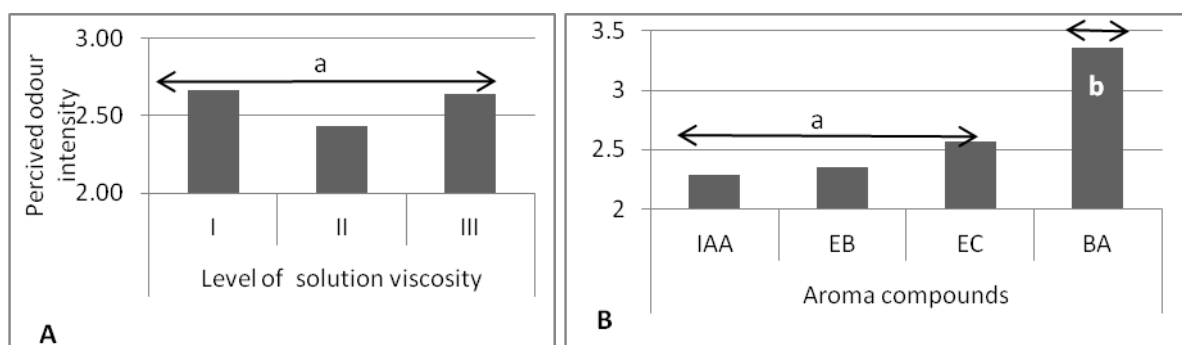 Percived odour
intensity
3.00
2.50
2.00
a
I II III
Level of solution viscosity
A
3.5
3
2.5
2
a
b
IAA EB EC BA
Aroma compounds
B